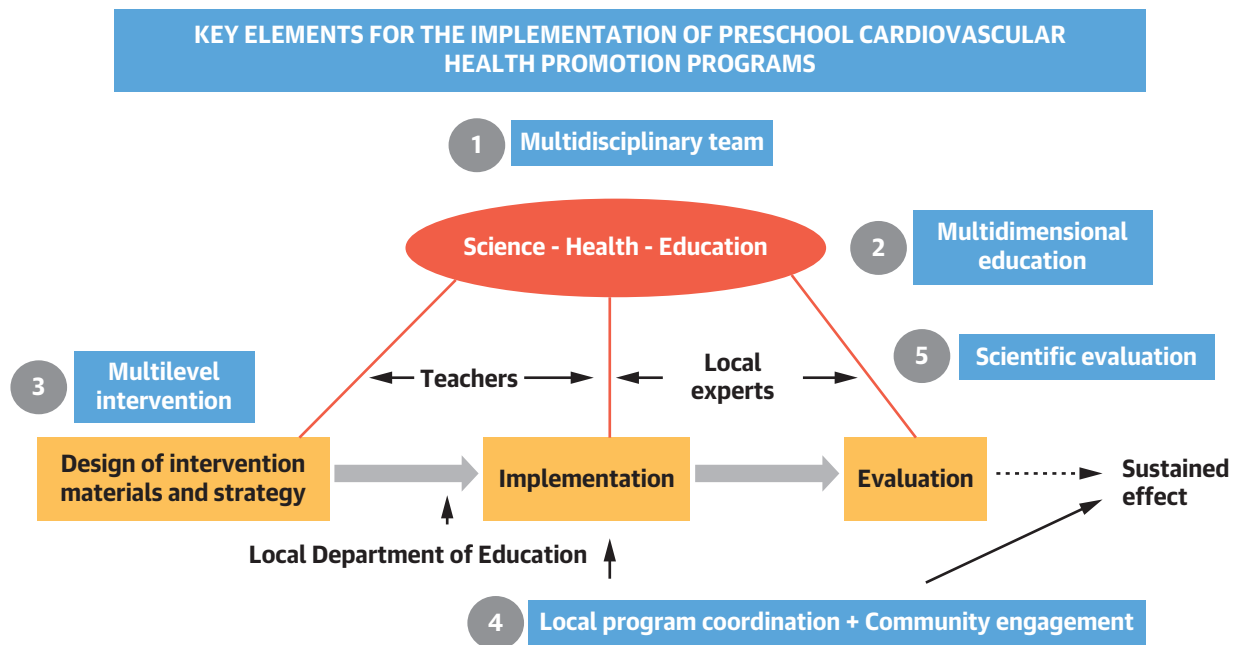 KEY ELEMENTS FOR THE IMPLEMENTATION OF PRESCHOOL CARDIOVASCULAR
HEALTH PROMOTION PROGRAMS
1
Multidisciplinary team
Science - Health - Education
2
Multidimensional
education
3
Multilevel
intervention
Teachers
Local
experts
5
Scientific evaluation
Design of intervention
materials and strategy
Implementation
Evaluation
Sustained
effect
Local Department of Education
4
Local program coordination + Community engagement